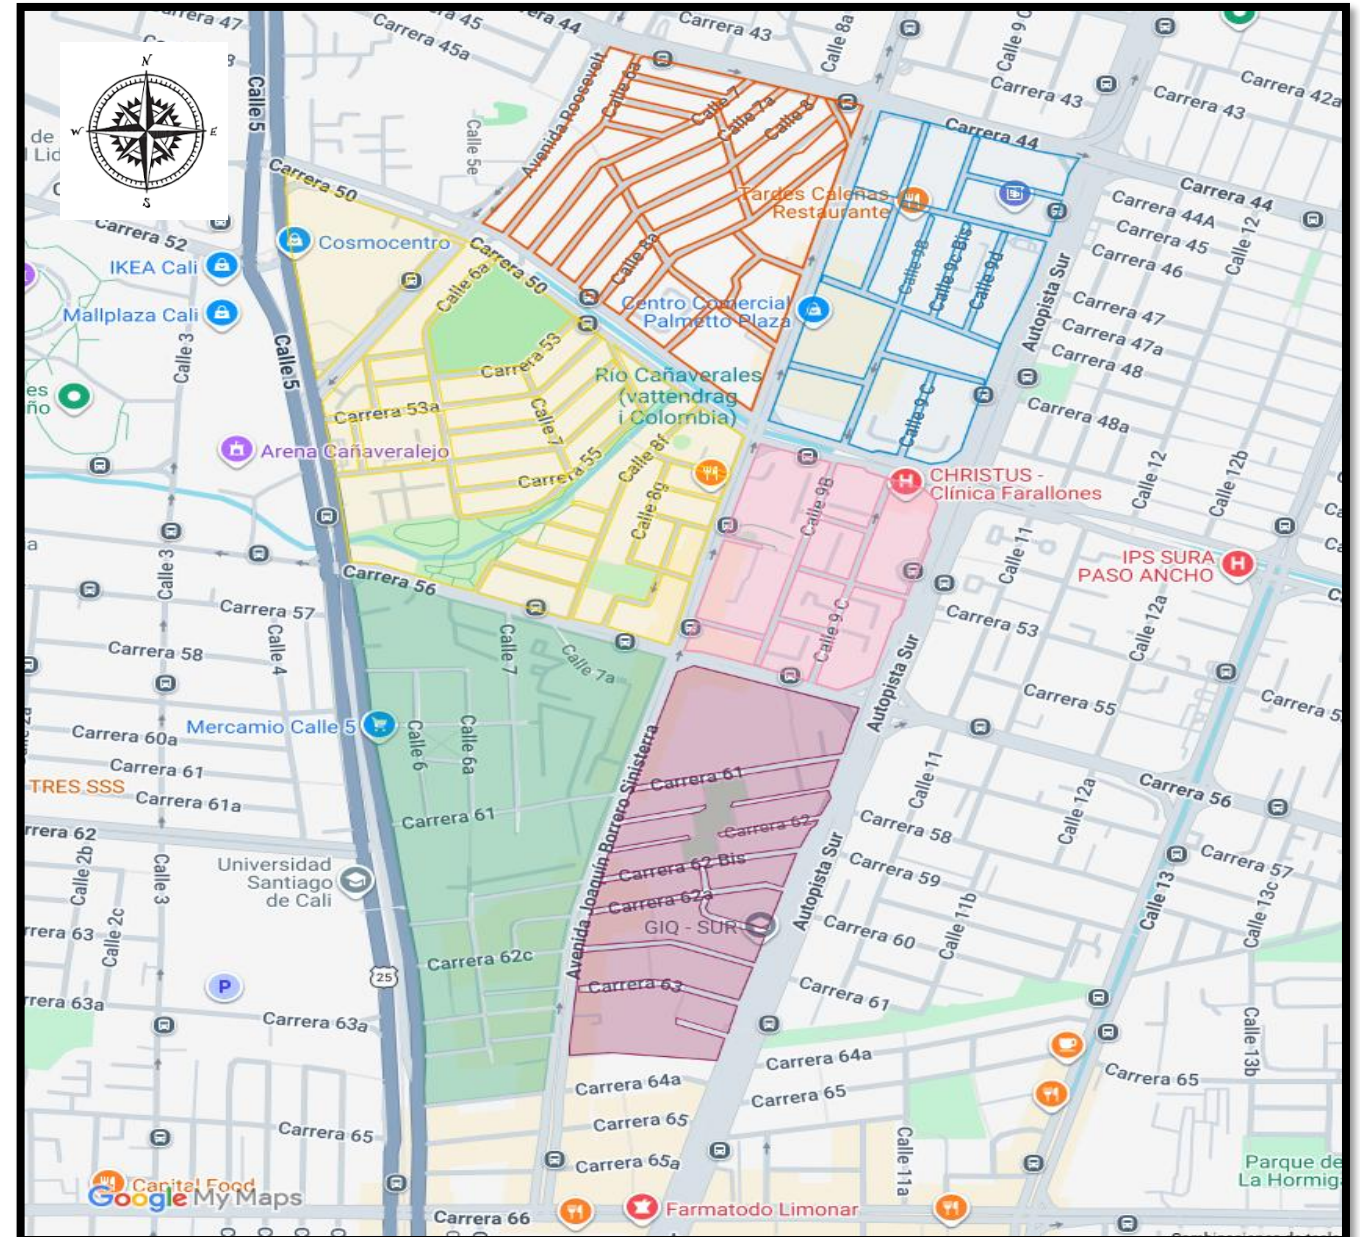 Carrera 47
Carrera 45
Carrera 45a
Carrera 44
Carrera 43
Calle 8a
Calle 9 C
Carrera 43
Carrera 43
Carrera 42a
N
W
E
S
Calle 5
Calle 5e
Avenida Roosevelt
Calle 6a
Calle 7
Calle 7a
Calle 8
Carrera 44
Carrera 44
Carrera 50
Carrera 52
Cosmocentro
IKEA Cali
Mallplaza Cali
Calle 3
Calle 5
Calle 6a
Carrera 50
Calle 8a
Tardes Caleñas
Restaurante
Centro Comercial
Palmetto Plaza
Calle 9B
Calle 9c Bis
Calle 9d
Autopista Sur
Carrera 44A
Carrera 45
Carrera 46
Calle 12
Carrera 47
Carrera 47a
Carrera 48
Carrera 48a
Carrera 53
Carrera 53a
Calle 7
Río Cañaverales
(vattendrag
i Colombia)
Calle 9 C
Arena Cañaveralejo
Carrera 55
Calle 8f
Calle 8g
Calle 9B
CHRISTUS -
Clínica Farallones
Calle 12
Calle 12b
Calle 3
Carrera 56
Carrera 57
Calle 4
Carrera 58
Calle 7
Calle 7a
Calle 9 C
Calle 11
IPS SURA
PASO ANCHO
Carrera 53
Calle 12a
Autopista Sur
Carrera 55
Mercamio Calle 5
Calle 6
Calle 6a
Carrera 60a
Carrera 61
TRES SSS
Carrera 61a
Carrera 61
Avenida Joaquín Borrero Sinisterra
Carrera 61
Carrera 62
Carrera 62 Bis
Carrera 62a
GIQ - SUR
Carrera 63
Calle 11
Calle 12a
Carrera 56
Carrera 57
Carrera 58
Carrera 59
Carrera 60
Carrera 61
Autopista Sur
Calle 11b
Calle 13
Calle 13c
rrera 62
Calle 2b
Calle 3
Universidad
Santiago
de Cali
rrera 63
Calle 2c
25
P
rrera 63a
Carrera 63a
Carrera 62c
Carrera 64a
Carrera 64a
Carrera 65
Carrera 65
Carrera 65
Carrera 65
Carrera 65a
Calle 11a
Calle 13b
Parque de
La Hormig
Capital Food
Google My Maps
Carrera 66
Farmatodo Limonar